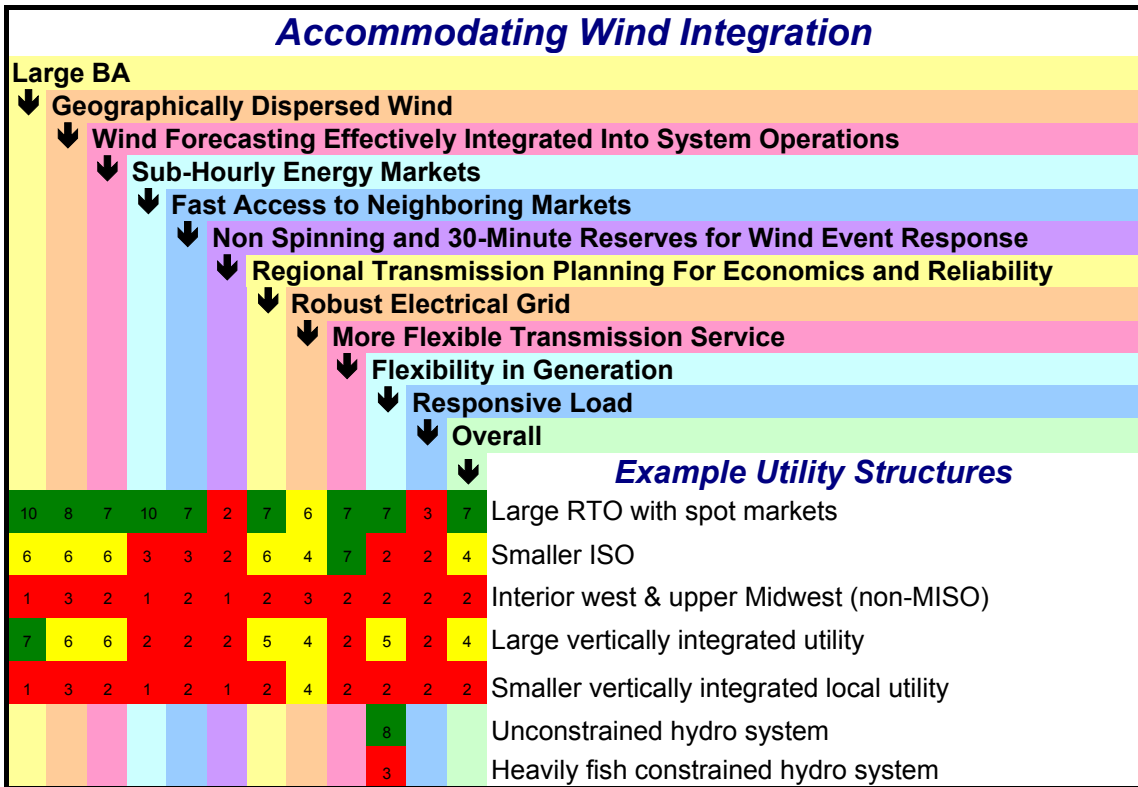 Accommodating Wind Integration
Large BA
Geographically Dispersed Wind
Wind Forecasting Effectively Integrated Into System Operations
Sub-Hourly Energy Markets
Fast Access to Neighboring Markets
Non Spinning and 30-Minute Reserves for Wind Event Response
Regional Transmission Planning For Economics and Reliability
Robust Electrical Grid
More Flexible Transmission Service
Flexibility in Generation
Responsive Load
Overall
Example Utility Structures
10 8 7 10 7 2 7 6 7 7 3 7 Large RTO with spot markets
6 6 6 3 3 2 6 4 7 2 2 4 Smaller ISO
1 3 2 1 2 1 2 3 2 2 2 2 Interior west & upper Midwest (non-MISO)
7 6 6 2 2 2 5 4 2 5 2 4 Large vertically integrated utility
1 3 2 1 2 1 2 4 2 2 2 2 Smaller vertically integrated local utility
8 Unconstrained hydro system
3 Heavily fish constrained hydro system